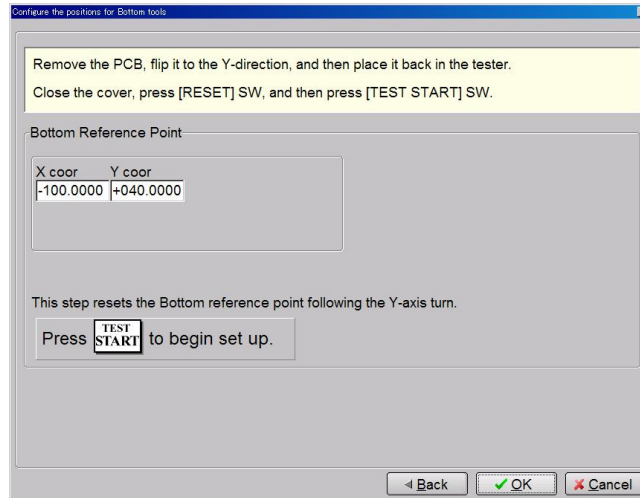 Configure the positions for Bottom tools
Remove the PCB, flip it to the Y-direction, and then place it back in the tester.
Close the cover, press [RESET] SW, and then press [TEST START] SW.
Bottom Reference Point
X coor Y coor
-100.0000 +040.0000
This step resets the Bottom reference point following the Y-axis turn.
Press TEST START to begin set up.
Back OK Cancel